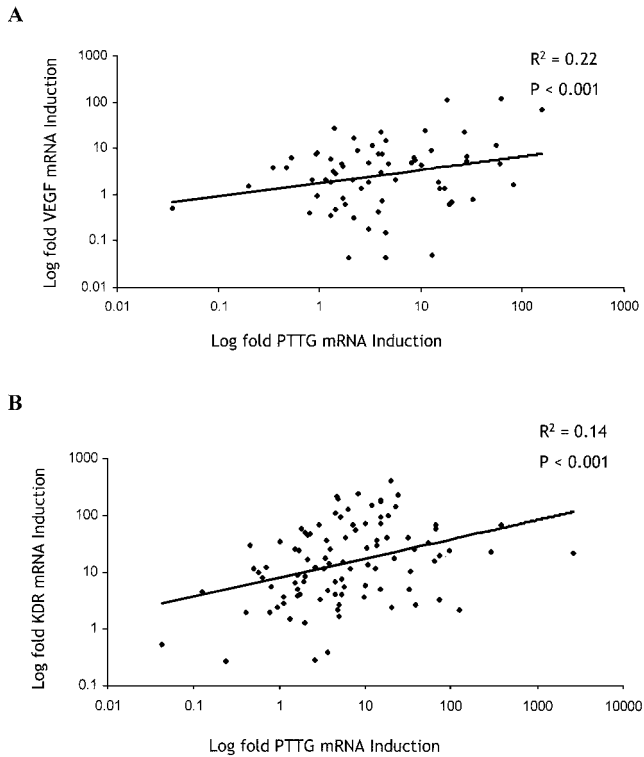 A
R² = 0.22
P < 0.001
Log fold VEGF mRNA Induction
1000
100
10
1
0.1
0.01
0.01 0.1 1 10 100 1000
Log fold PTTG mRNA Induction
B
R² = 0.14
P < 0.001
Log fold KDR mRNA Induction
1000
100
10
1
0.1
0.01 0.1 1 10 100 1000 10000
Log fold PTTG mRNA Induction